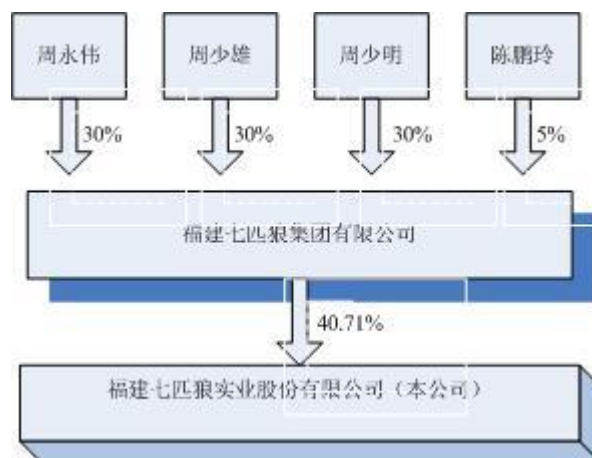 周永伟 周少雄 周少明 陈鹏玲
30% 30% 30% 5%
福建七匹狼集团有限公司
40.71%
福建七匹狼实业股份有限公司（本公司）